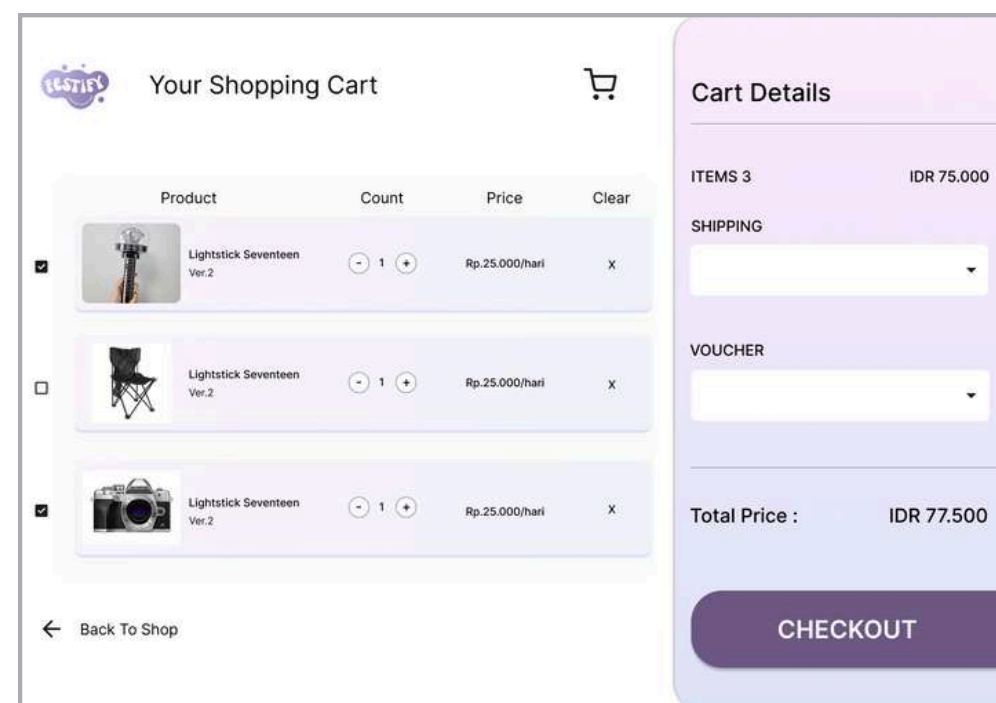 FESTIFY
Your Shopping Cart
Product Count Price Clear
Lightstick Seventeen
Ver.2
- 1 +
Rp.25.000/hari
X
Lightstick Seventeen
Ver.2
- 1 +
Rp.25.000/hari
X
Lightstick Seventeen
Ver.2
- 1 +
Rp.25.000/hari
X
Back To Shop
Cart Details
ITEMS 3 IDR 75.000
SHIPPING
VOUCHER
Total Price : IDR 77.500
CHECKOUT